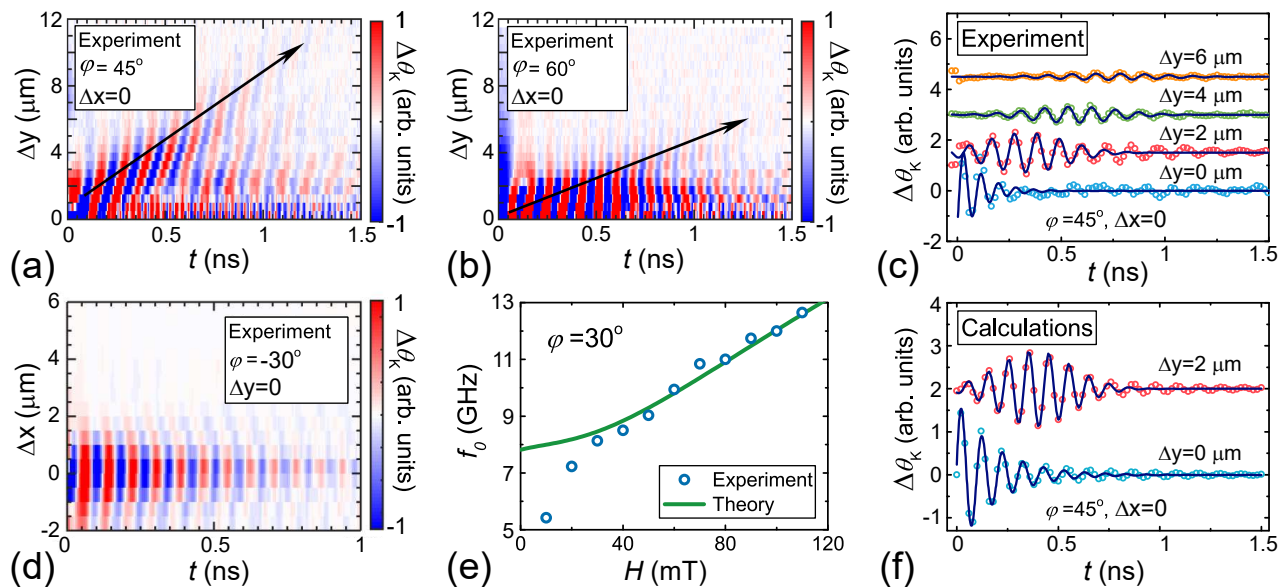 (a)
12
8
4
0
Δy (μm)
Experiment
φ = 45°
Δx=0
0
0.5
1
1.5
t (ns)
1
-1
ΔθK (arb. units)
(b)
12
8
4
0
Δy (μm)
Experiment
φ = 60°
Δx=0
0
0.5
1
1.5
t (ns)
1
-1
ΔθK (arb. units)
(c)
6
4
2
0
-2
ΔθK (arb. units)
Experiment
Δy=6 μm
Δy=4 μm
Δy=2 μm
Δy=0 μm
φ=45°, Δx=0
0.0
0.5
1.0
1.5
t (ns)
(d)
6
4
2
0
-2
Δx (μm)
Experiment
φ = -30°
Δy=0
0
0.5
1
t (ns)
1
-1
ΔθK (arb. units)
(e)
13
11
9
7
5
f0 (GHz)
φ =30°
Experiment
Theory
0
40
80
120
H (mT)
(f)
4
3
2
1
0
-1
ΔθK (arb. units)
Calculations
Δy=2 μm
Δy=0 μm
φ=45°, Δx=0
0.0
0.5
1.0
1.5
t (ns)